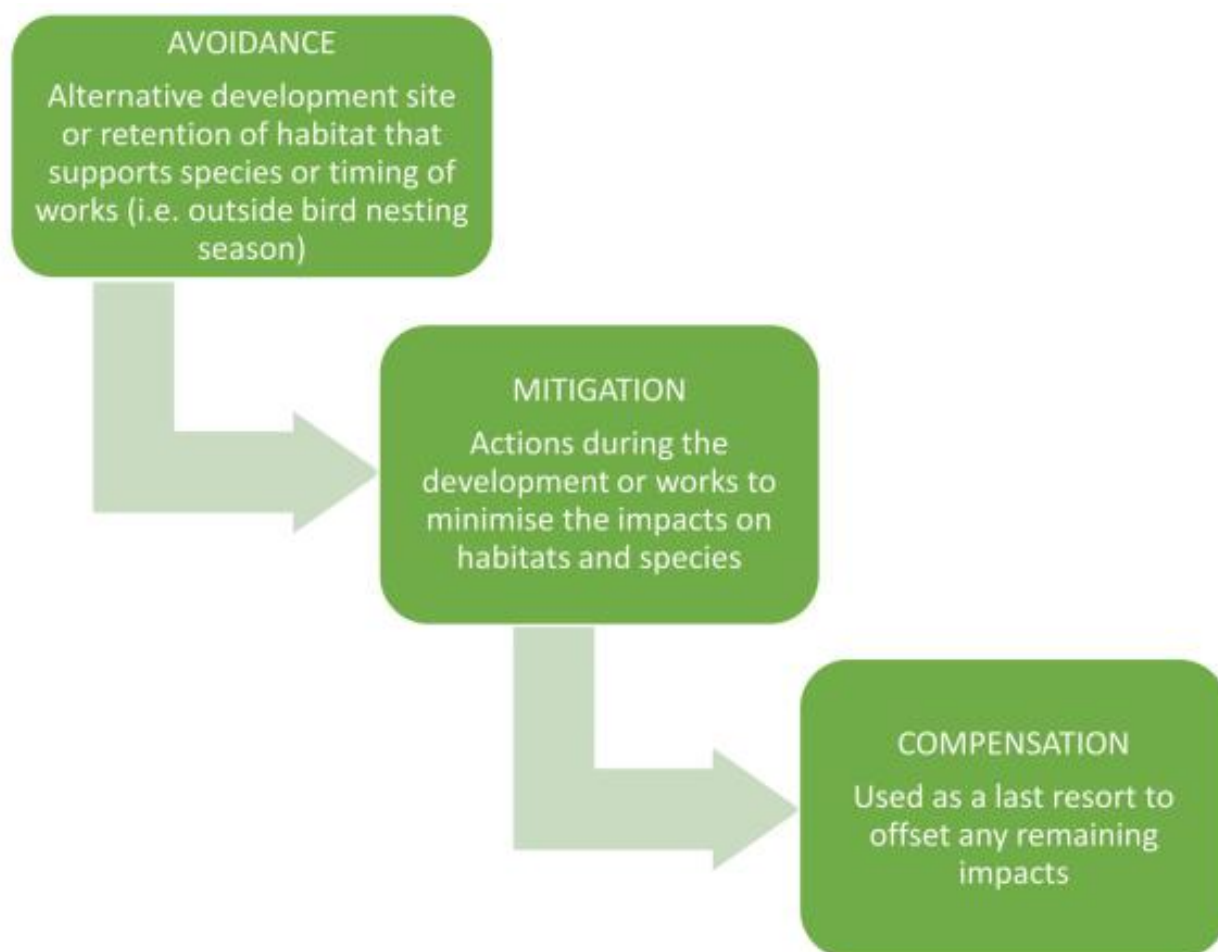 AVOIDANCE
Alternative development site
or retention of habitat that
supports species or timing of
works (i.e. outside bird nesting
season)
MITIGATION
Actions during the
development or works to
minimise the impacts on
habitats and species
COMPENSATION
Used as a last resort to
offset any remaining
impacts